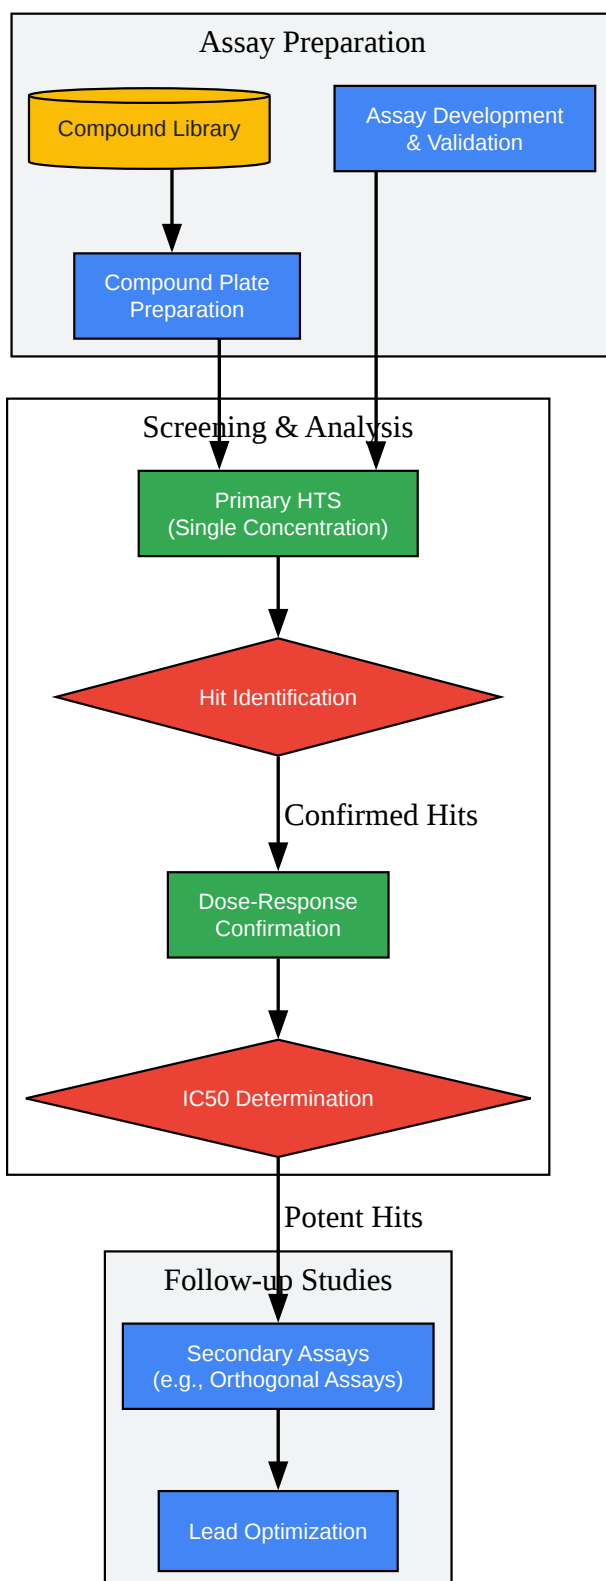 Assay Preparation
Compound Library
Assay Development
& Validation
Compound Plate
Preparation
Screening & Analysis
Primary HTS
(Single Concentration)
Hit Identification
Confirmed Hits
Dose-Response
Confirmation
IC50 Determination
Potent Hits
Follow-up Studies
Secondary Assays
(e.g., Orthogonal Assays)
Lead Optimization